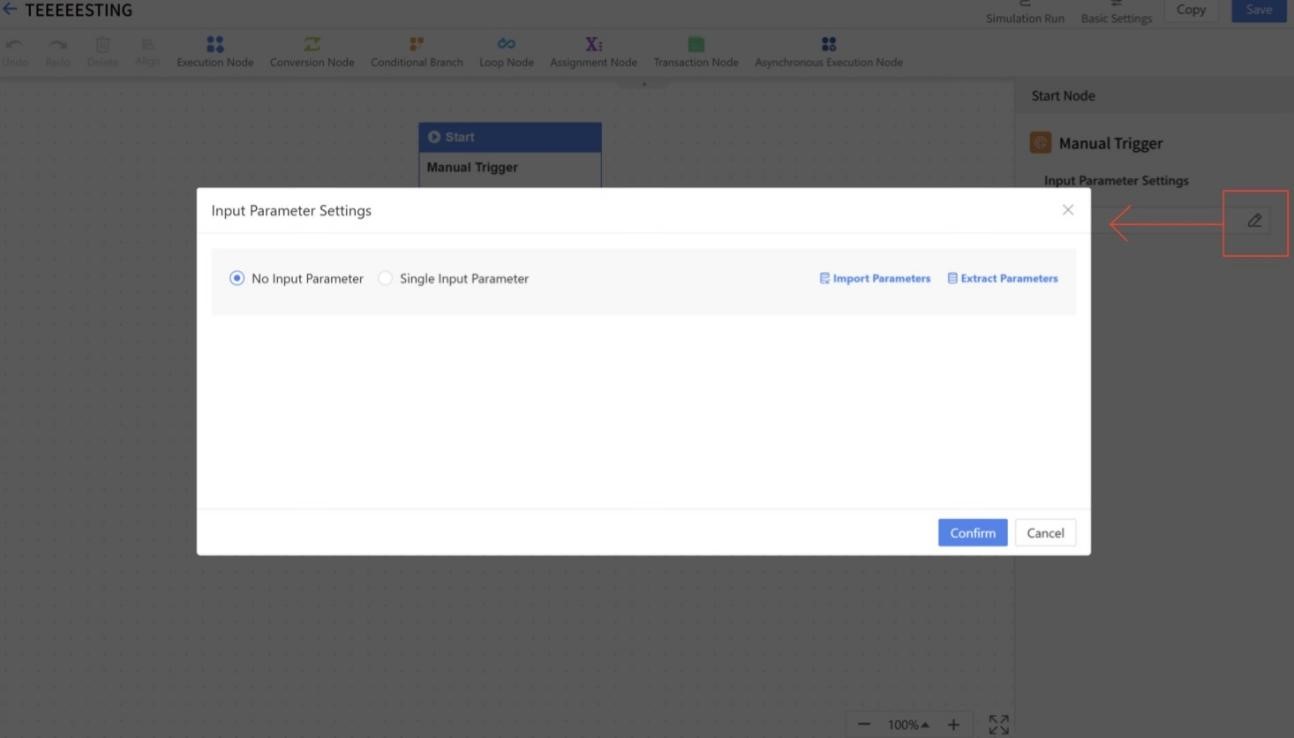 TEEEEESTING
Simulation Run
Basic Settings
Copy
Save
Undo
Redo
Delete
Align
Execution Node
Conversion Node
Conditional Branch
Loop Node
Assignment Node
Transaction Node
Asynchronous Execution Node
Start Node
Start
Manual Trigger
Manual Trigger
Input Parameter Settings
Input Parameter Settings
No Input Parameter
Single Input Parameter
Import Parameters
Extract Parameters
Confirm
Cancel
100%